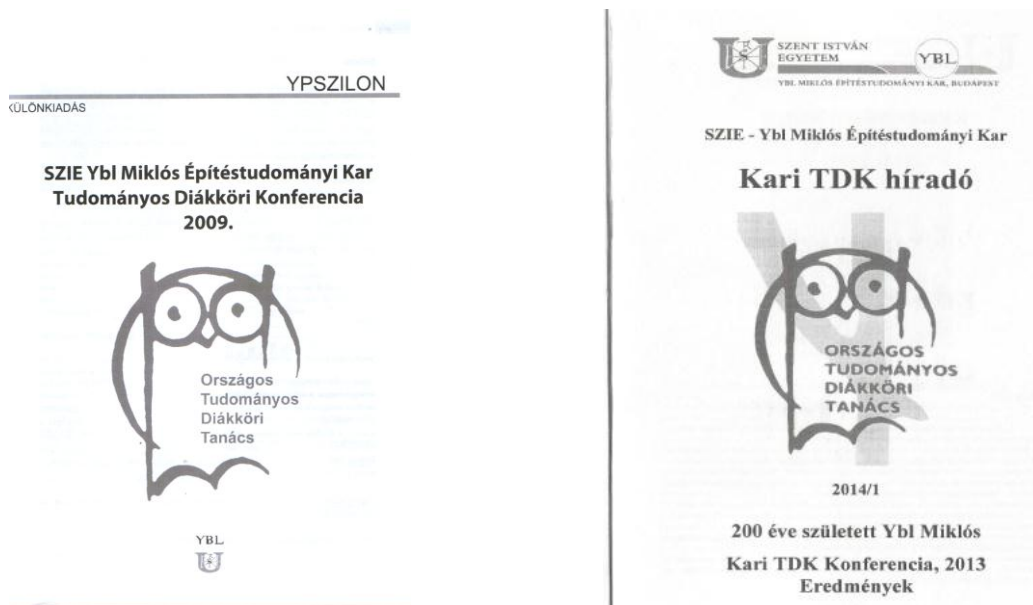 YPSZILON
KÜLÖNKIADÁS
SZIE Ybl Miklós Építéstudományi Kar
Tudományos Diákköri Konferencia
2009.
Országos
Tudományos
Diákköri
Tanács
YBL
SZENT ISTVÁN
EGYETEM
YBL
YBL MIKLÓS ÉPÍTÉSTUDOMÁNYI KAR, BUDAPEST
SZIE - Ybl Miklós Építéstudományi Kar
Kari TDK híradó
ORSZÁGOS
TUDOMÁNYOS
DIÁKKÖRI
TANÁCS
2014/1
200 éve született Ybl Miklós
Kari TDK Konferencia, 2013
Eredmények